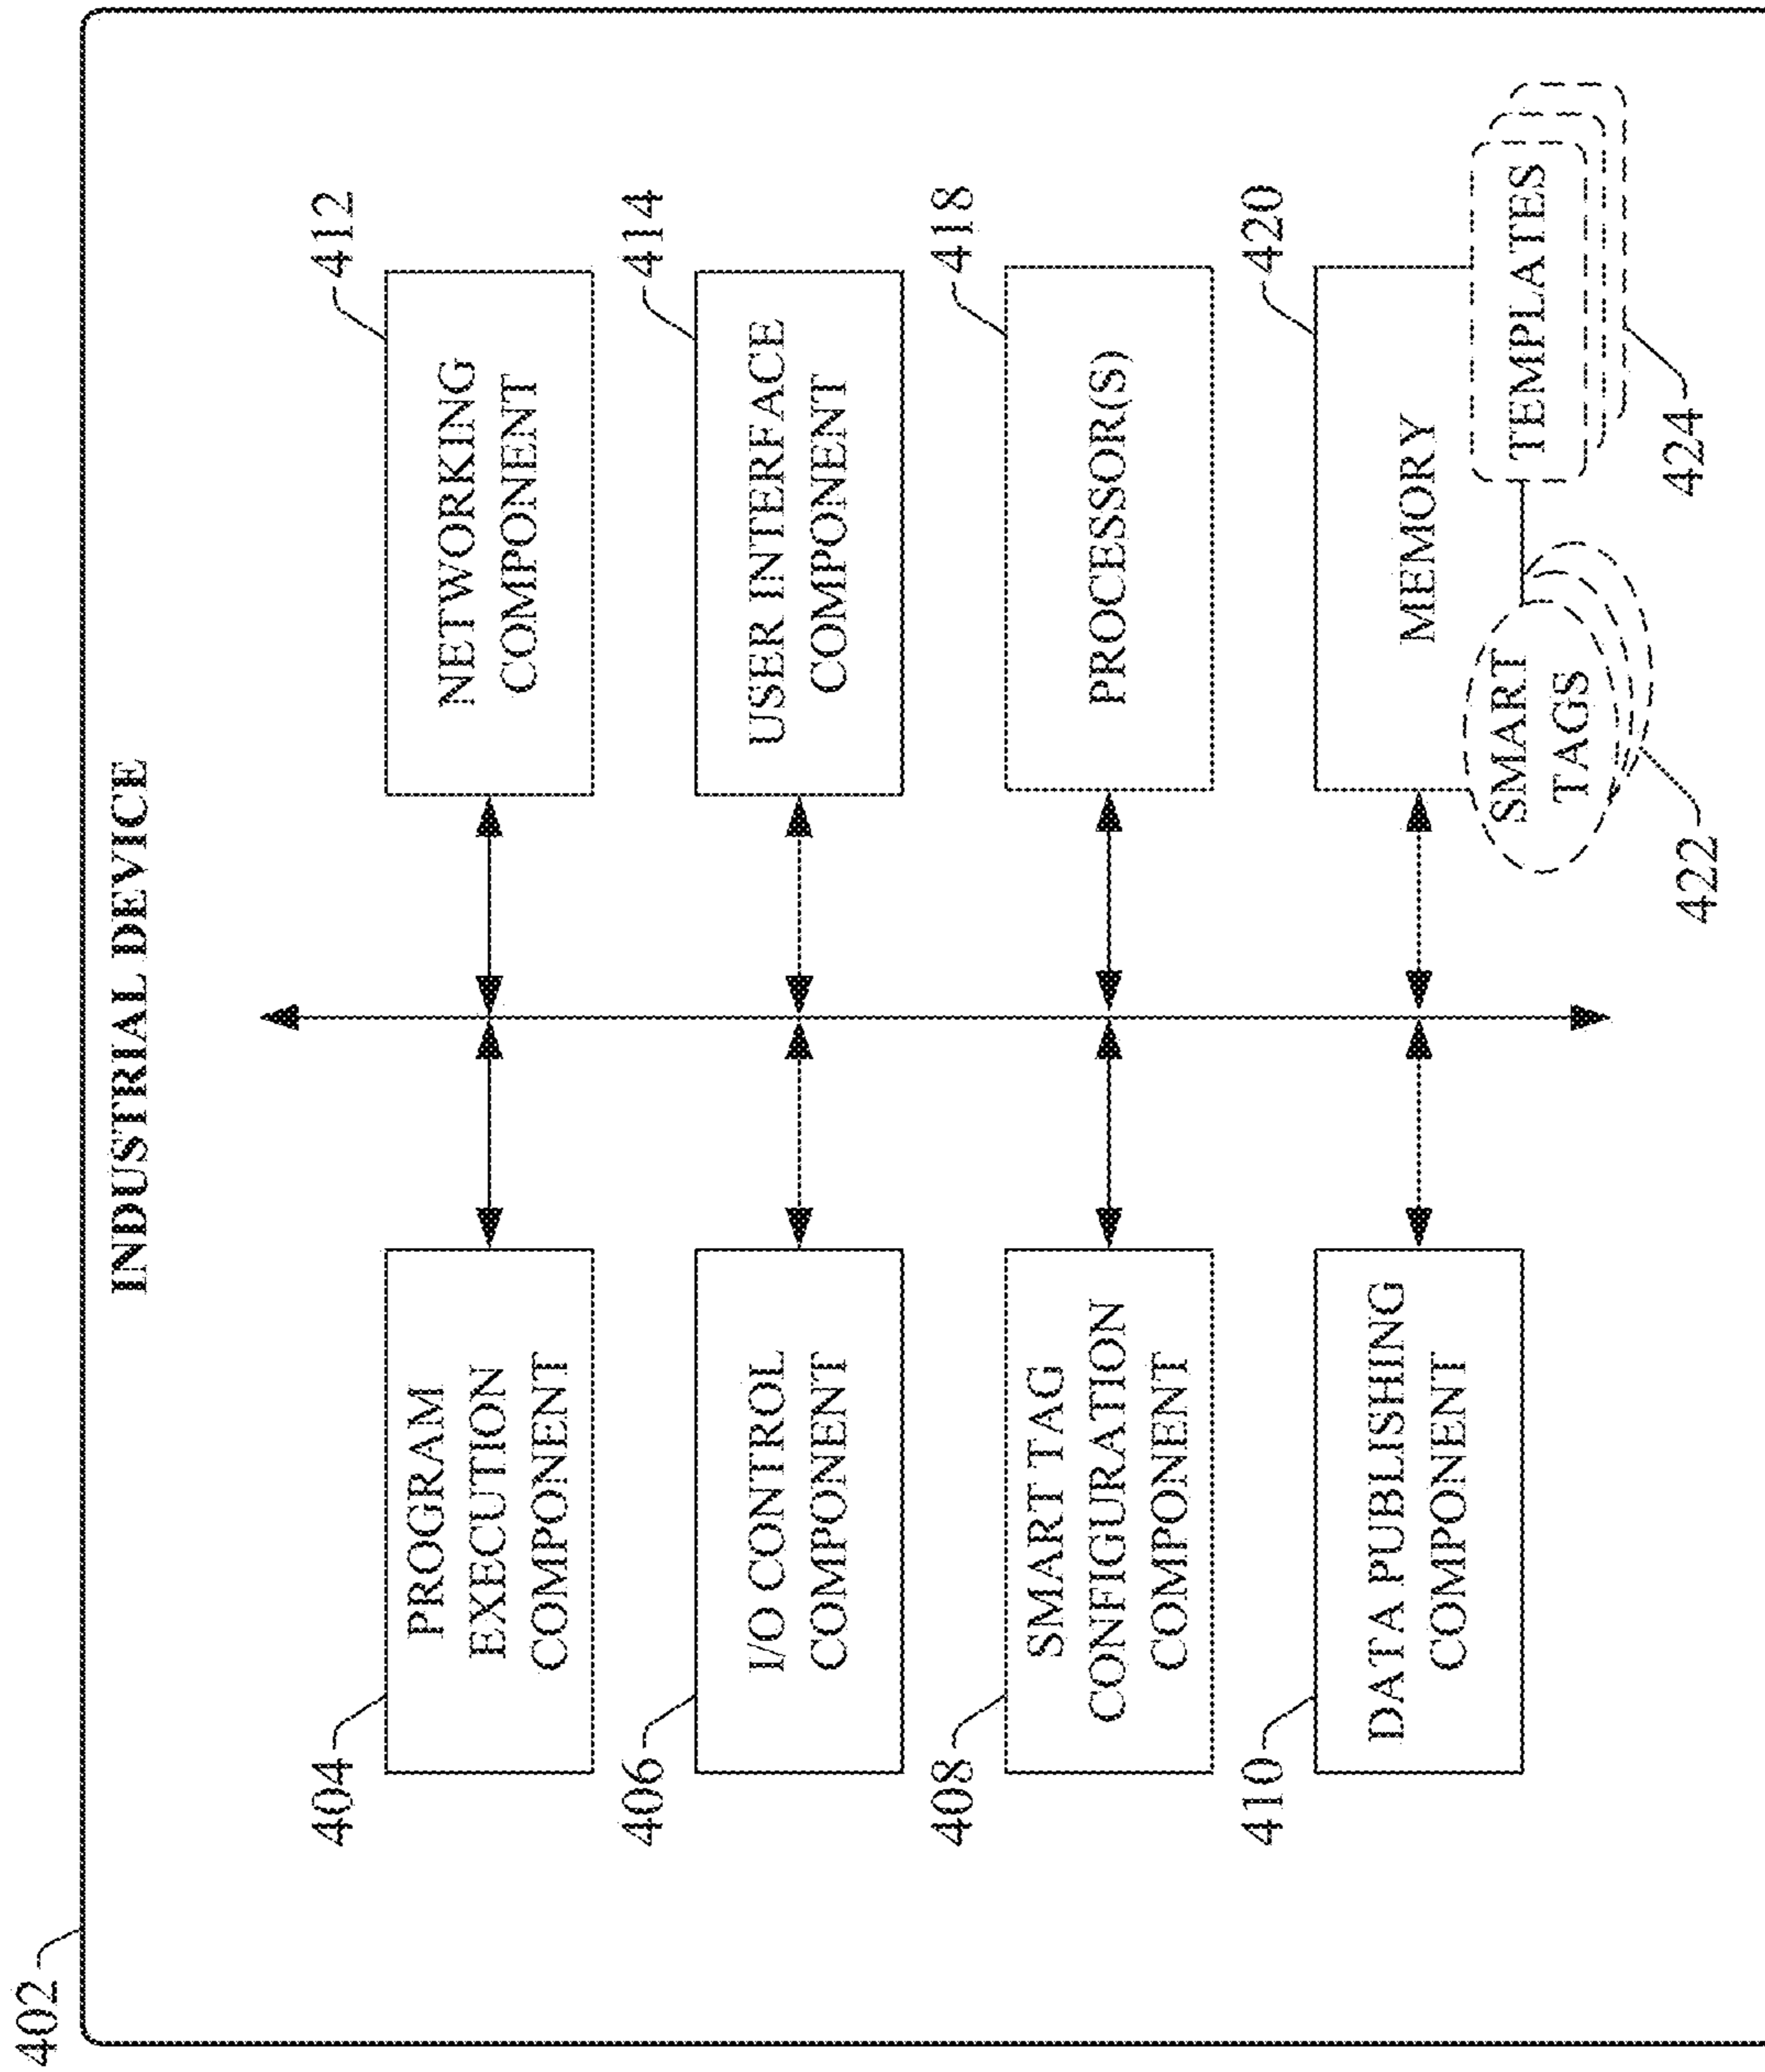 402
INDUSTRIAL DEVICE
404
PROGRAM
EXECUTION
COMPONENT
412
NETWORKING
COMPONENT
406
I/O CONTROL
COMPONENT
414
USER INTERFACE
COMPONENT
408
SMART TAG
CONFIGURATION
COMPONENT
418
PROCESSOR(S)
410
DATA PUBLISHING
COMPONENT
420
MEMORY
SMART
TAGS
TEMPLATES
422
424